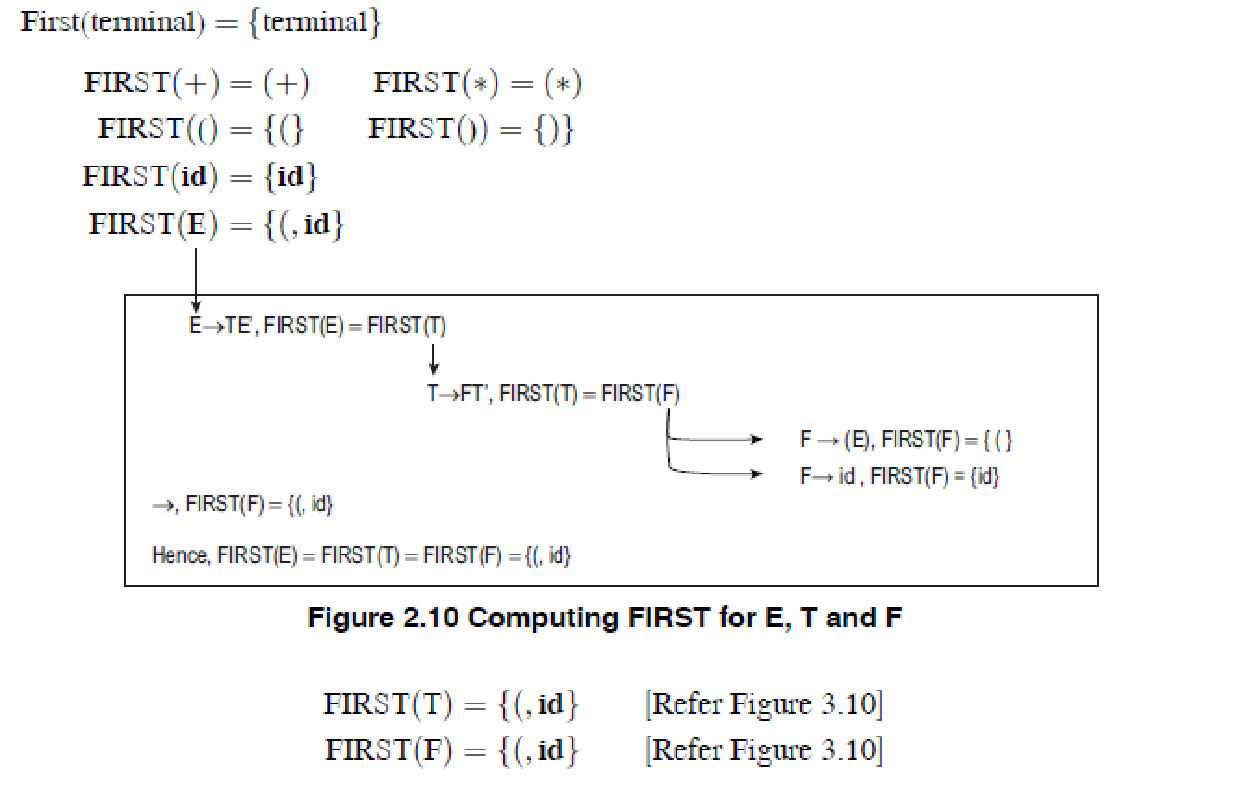 First(terminal) = {terminal}
FIRST(+) = (+) FIRST(*) = (*)
FIRST(() = {(} FIRST()) = {)}
FIRST(id) = {id}
FIRST(E) = {(, id}
E→TE', FIRST(E) = FIRST(T)
T→FT', FIRST(T) = FIRST(F)
F → (E), FIRST(F) = { ( }
F→ id , FIRST(F) = {id}
→, FIRST(F) = {(, id}
Hence, FIRST(E) = FIRST(T) = FIRST(F) = {(, id}
Figure 2.10 Computing FIRST for E, T and F
FIRST(T) = {(, id} [Refer Figure 3.10]
FIRST(F) = {(, id} [Refer Figure 3.10]